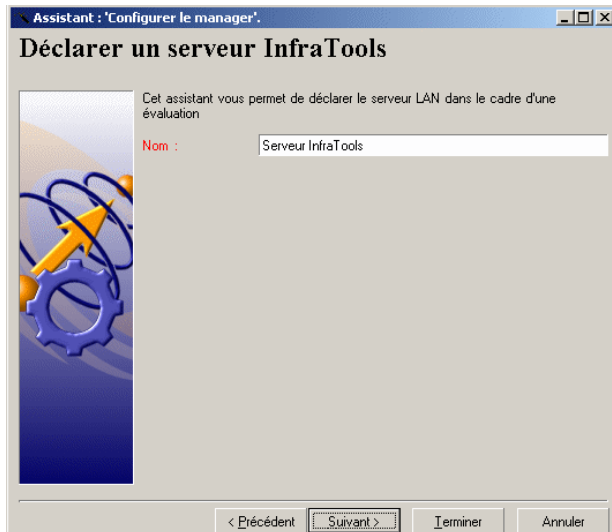 Assistant : 'Configurer le manager'.
Déclarer un serveur InfraTools
Cet assistant vous permet de déclarer le serveur LAN dans le cadre d'une
évaluation
Nom :
Serveur InfraTools
< Précédent
Suivant >
Terminer
Annuler